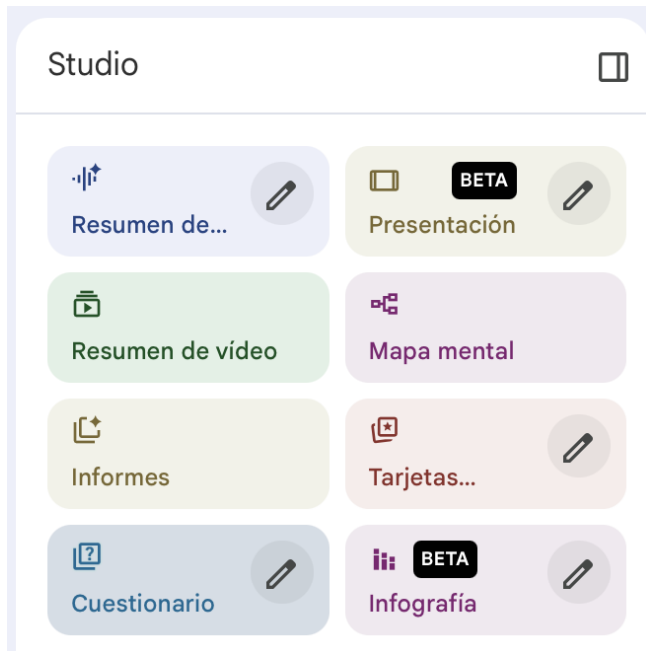 Studio
Resumen de...
BETA
Presentación
Resumen de vídeo
Mapa mental
Informes
Tarjetas...
Cuestionario
BETA
Infografía